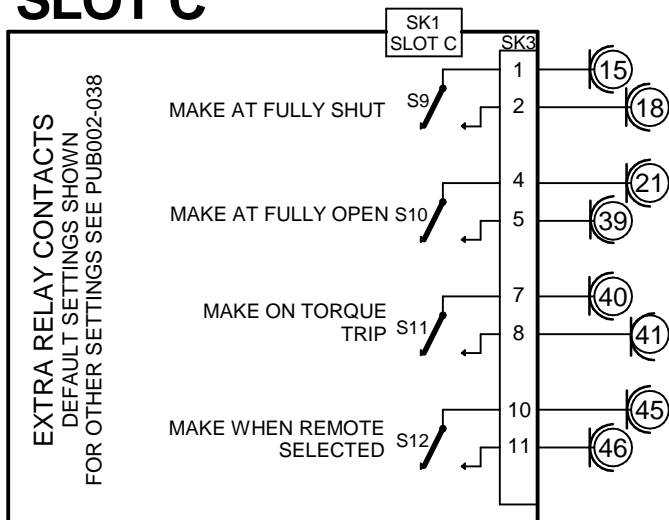 SLOT C
SK1
SLOT C
SK3
EXTRA RELAY CONTACTS
DEFAULT SETTINGS SHOWN
FOR OTHER SETTINGS SEE PUB002-038
MAKE AT FULLY SHUT S9 1 15
2 18
MAKE AT FULLY OPEN S10 4 21
5 39
MAKE ON TORQUE
TRIP S11 7 40
8 41
MAKE WHEN REMOTE
SELECTED S12 10 45
11 46